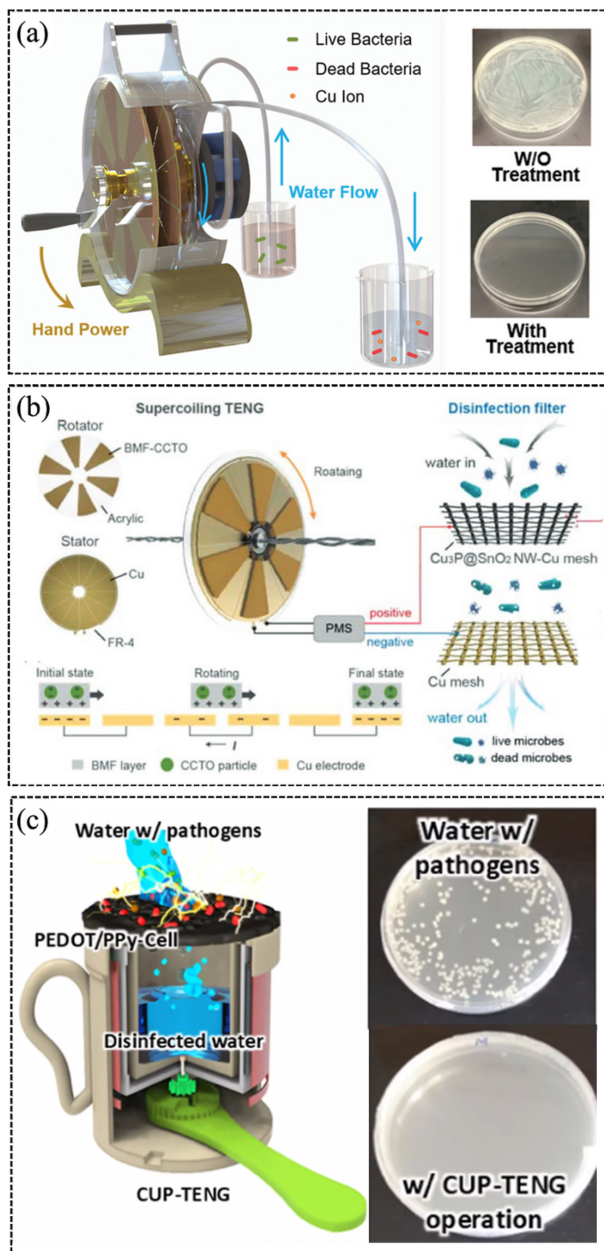 (a)
Live Bacteria
Dead Bacteria
Cu Ion
Water Flow
Hand Power
W/O
Treatment
With
Treatment
(b)
Supercoiling TENG
Disinfection filter
Rotator
BMF-CCTO
Acrylic
Roataing
water in
Stator
Cu
FR-4
Cu₃P@SnO₂ NW-Cu mesh
positive
PMS
negative
Cu mesh
Initial state
Rotating
Final state
+ + + +
+ + + +
+ + + +
- - - -
- -
- -
- - - -
I
water out
live microbes
dead microbes
BMF layer
CCTO particle
Cu electrode
(c)
Water w/ pathogens
PEDOT/PPy-Cell
Disinfected water
CUP-TENG
Water w/
pathogens
w/ CUP-TENG
operation